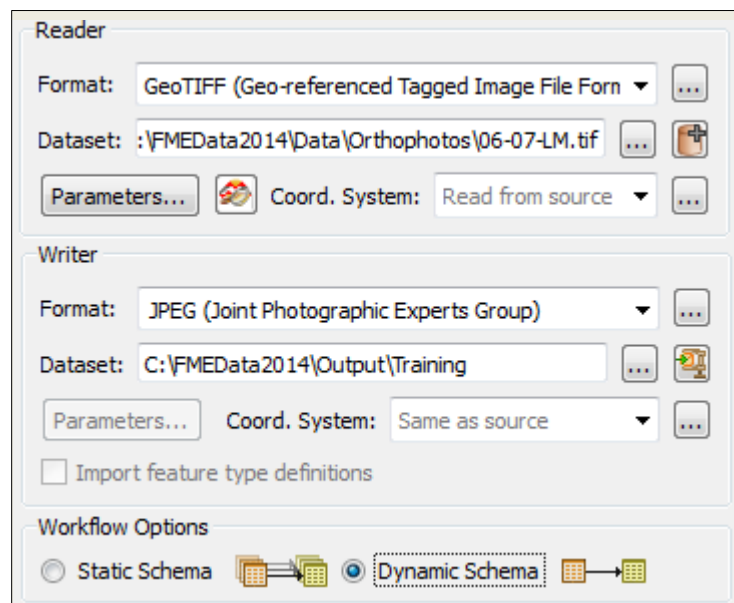 Reader
Format: GeoTIFF (Geo-referenced Tagged Image File Forn ...
Dataset: :\FMEData2014\Data\Orthophotos\06-07-LM.tif ...
Parameters... Coord. System: Read from source ...
Writer
Format: JPEG (Joint Photographic Experts Group) ...
Dataset: C:\FMEData2014\Output\Training ...
Parameters... Coord. System: Same as source ...
Import feature type definitions
Workflow Options
Static Schema Dynamic Schema